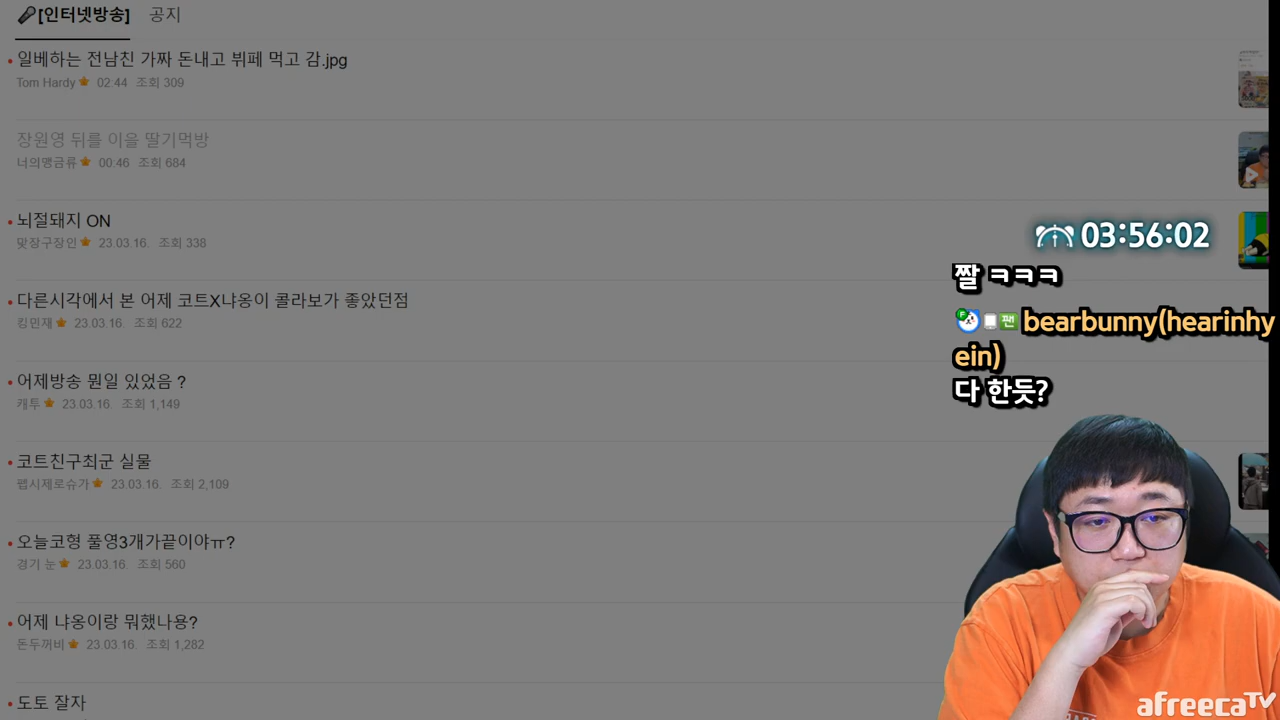 [인터넷방송] 공지
일베하는 전남친 가짜 돈내고 뷔페 먹고 감.jpg
Tom Hardy 02:44 조회 309
장원영 뒤를 이을 딸기먹방
너의맹금류 00:46 조회 684
뇌절돼지 ON
맞장구장인 23.03.16. 조회 338
03:56:02
다른시각에서 본 어제 코트X냐옹이 콜라보가 좋았던점
킹민재 23.03.16. 조회 622
짤 ㅋㅋㅋ
F 팬 bearbunny(hearinhy
ein)
다 한듯?
어제방송 뭔일 있었음 ?
캐투 23.03.16. 조회 1,149
코트친구최군 실물
펩시제로슈가 23.03.16. 조회 2,109
오늘코형 풀영3개가끝이야ㅠ?
경기 눈 23.03.16. 조회 560
어제 냐옹이랑 뭐했나용?
돈두꺼비 23.03.16. 조회 1,282
도토 잘자
afreecaTV